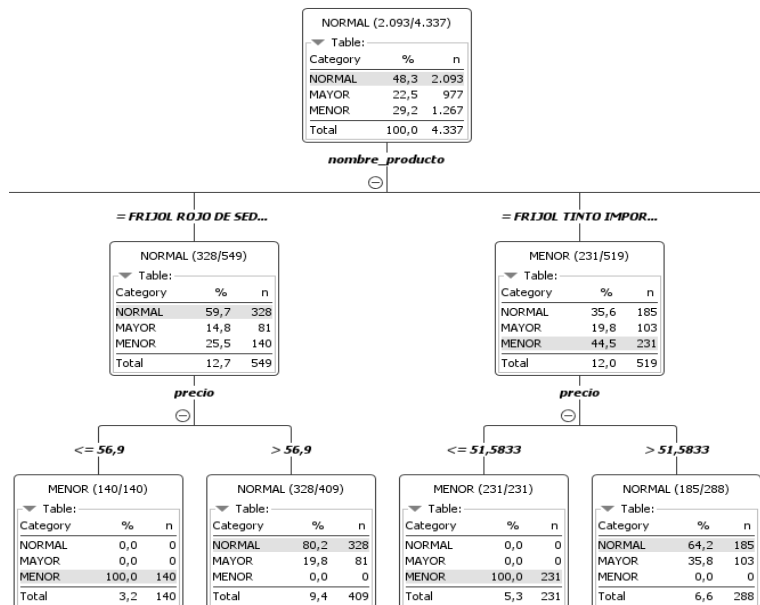 NORMAL (2.093/4.337)
Table:
Category % n
NORMAL 48,3 2.093
MAYOR 22,5 977
MENOR 29,2 1.267
Total 100,0 4.337
nombre_producto
= FRIJOL ROJO DE SED...
= FRIJOL TINTO IMPOR...
NORMAL (328/549)
Table:
Category % n
NORMAL 59,7 328
MAYOR 14,8 81
MENOR 25,5 140
Total 12,7 549
MENOR (231/519)
Table:
Category % n
NORMAL 35,6 185
MAYOR 19,8 103
MENOR 44,5 231
Total 12,0 519
precio
precio
<= 56,9
> 56,9
<= 51,5833
> 51,5833
MENOR (140/140)
Table:
Category % n
NORMAL 0,0 0
MAYOR 0,0 0
MENOR 100,0 140
Total 3,2 140
NORMAL (328/409)
Table:
Category % n
NORMAL 80,2 328
MAYOR 19,8 81
MENOR 0,0 0
Total 9,4 409
MENOR (231/231)
Table:
Category % n
NORMAL 0,0 0
MAYOR 0,0 0
MENOR 100,0 231
Total 5,3 231
NORMAL (185/288)
Table:
Category % n
NORMAL 64,2 185
MAYOR 35,8 103
MENOR 0,0 0
Total 6,6 288